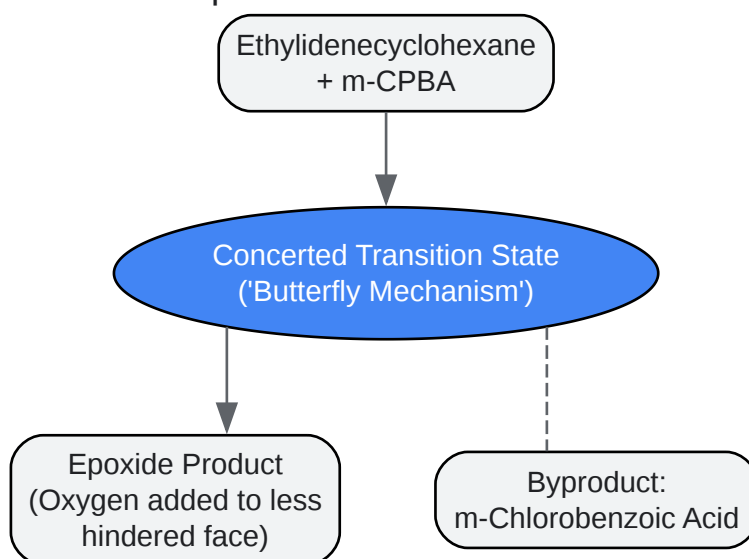 Ethylidenecyclohexane
+ m-CPBA
Concerted Transition State
('Butterfly Mechanism')
Epoxide Product
(Oxygen added to less
hindered face)
Byproduct:
m-Chlorobenzoic Acid